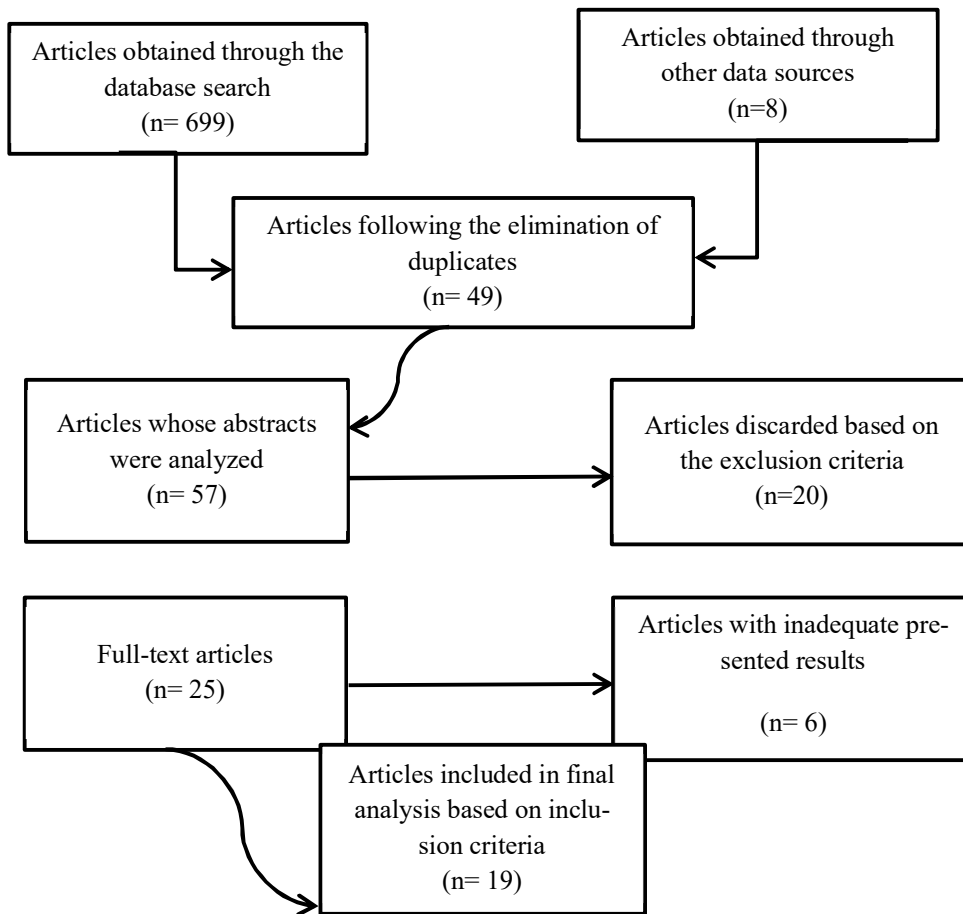 Articles obtained through the
database search
(n= 699)
Articles obtained through
other data sources
(n=8)
Articles following the elimination of
duplicates
(n= 49)
Articles whose abstracts
were analyzed
(n= 57)
Articles discarded based on
the exclusion criteria
(n=20)
Full-text articles
(n= 25)
Articles with inadequate pre-
sented results
(n= 6)
Articles included in final
analysis based on inclu-
sion criteria
(n= 19)